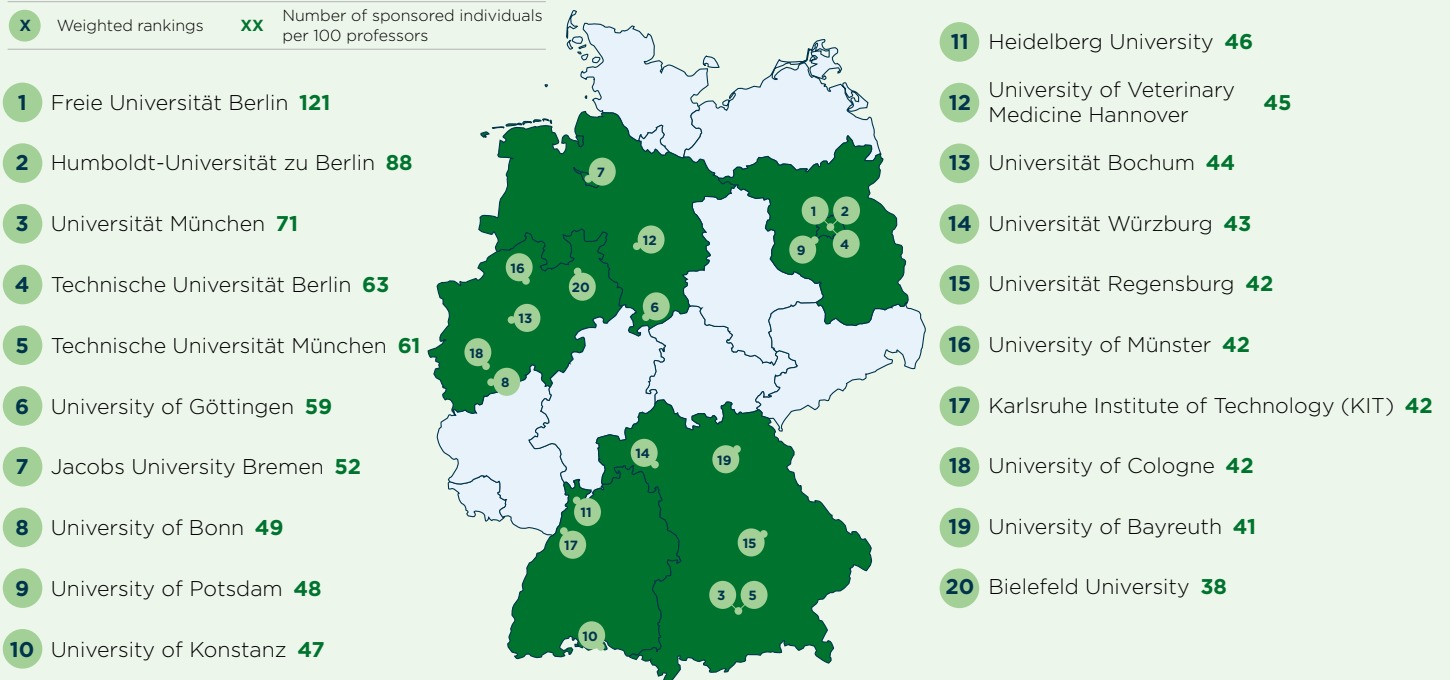 X Weighted rankings XX Number of sponsored individuals
per 100 professors
1 Freie Universität Berlin 121
2 Humboldt-Universität zu Berlin 88
3 Universität München 71
4 Technische Universität Berlin 63
5 Technische Universität München 61
6 University of Göttingen 59
7 Jacobs University Bremen 52
8 University of Bonn 49
9 University of Potsdam 48
10 University of Konstanz 47
7
1 2
12
9 4
16
20
6
13
18
8
14
19
11
17
15
3 5
10
11 Heidelberg University 46
12 University of Veterinary
Medicine Hannover 45
13 Universität Bochum 44
14 Universität Würzburg 43
15 Universität Regensburg 42
16 University of Münster 42
17 Karlsruhe Institute of Technology (KIT) 42
18 University of Cologne 42
19 University of Bayreuth 41
20 Bielefeld University 38